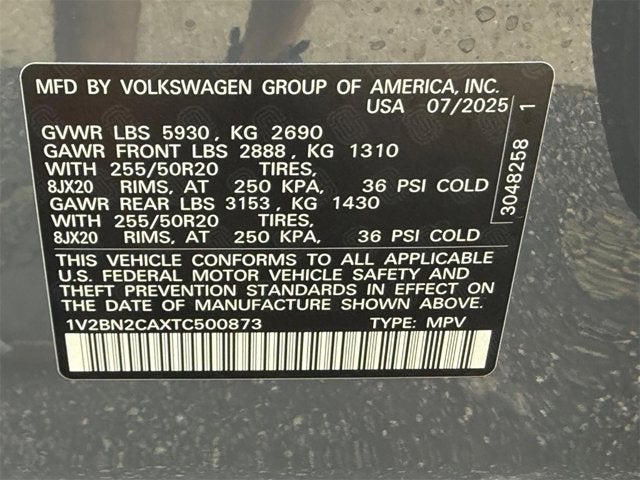 MFD BY VOLKSWAGEN GROUP OF AMERICA, INC.
USA 07/2025
GVWR LBS 5930, KG 2690
GAWR FRONT LBS 2888, KG 1310
WITH 255/50R20 TIRES,
8JX20 RIMS, AT 250 KPA, 36 PSI COLD
GAWR REAR LBS 3153, KG 1430
WITH 255/50R20 TIRES,
8JX20 RIMS, AT 250 KPA, 36 PSI COLD
THIS VEHICLE CONFORMS TO ALL APPLICABLE
U.S. FEDERAL MOTOR VEHICLE SAFETY AND
THEFT PREVENTION STANDARDS IN EFFECT ON
THE DATE OF MANUFACTURE SHOWN ABOVE.
1V2BN2CAXTC500873 TYPE: MPV
3048258 1